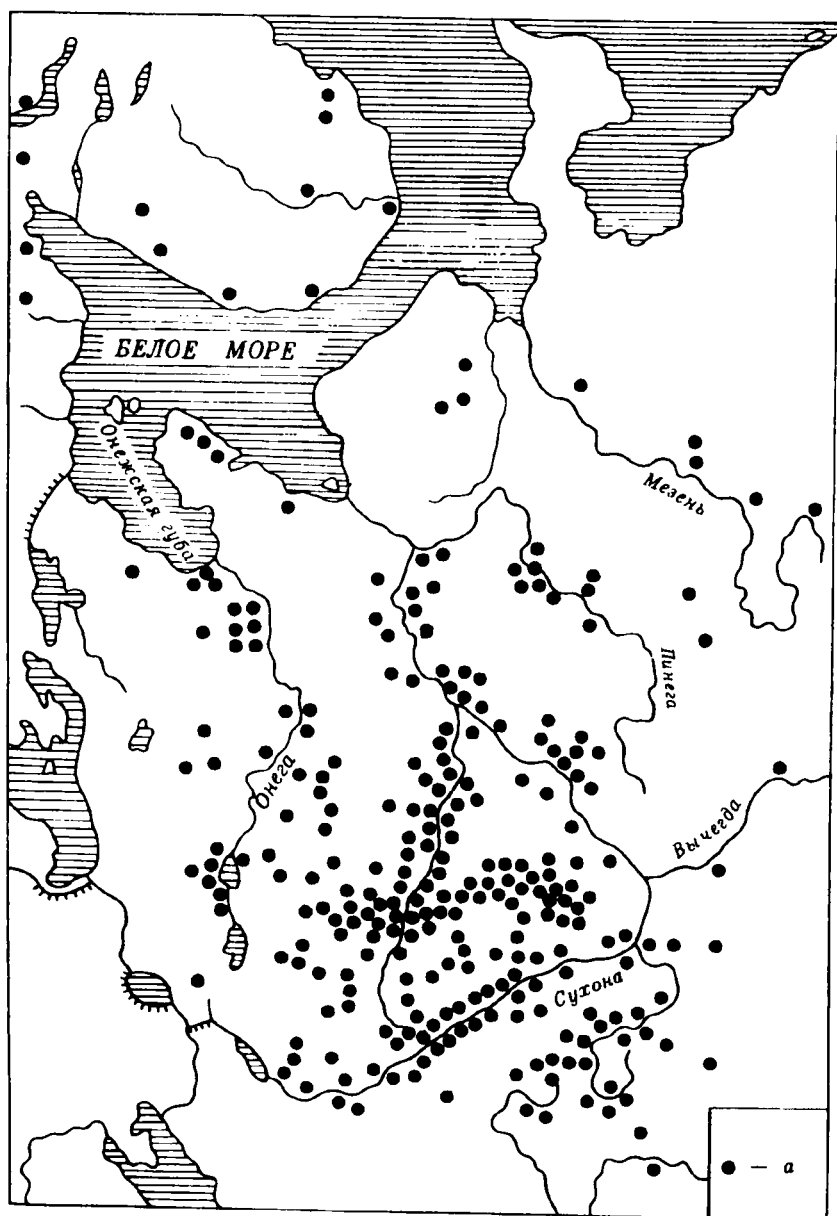 БЕЛОЕ МОРЕ
Онежская губа
Мезень
Пинега
Онега
Вычегда
Сухона
— а